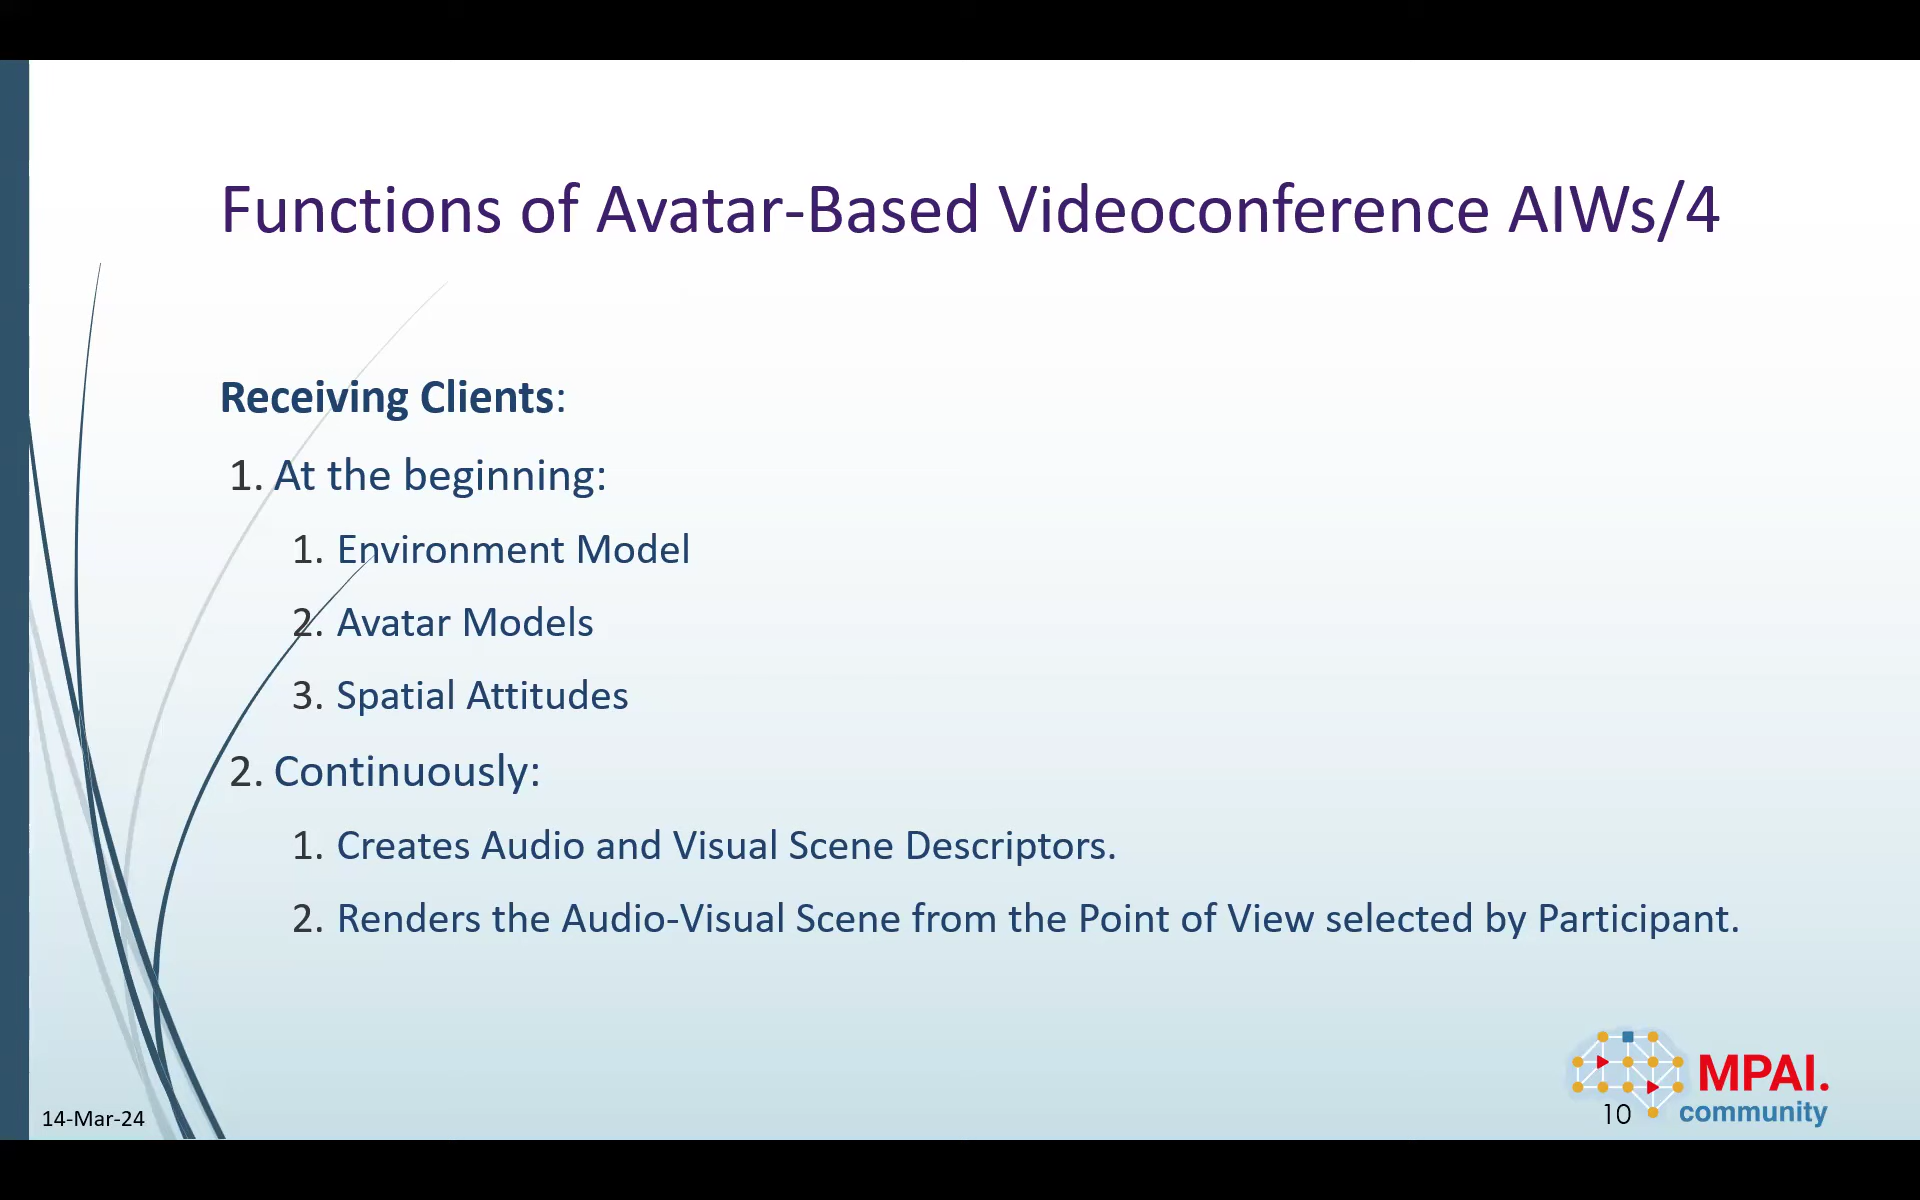 Functions of Avatar-Based Videoconference AIWs/4
Receiving Clients:
1. At the beginning:
1. Environment Model
2. Avatar Models
3. Spatial Attitudes
2. Continuously:
1. Creates Audio and Visual Scene Descriptors.
2. Renders the Audio-Visual Scene from the Point of View selected by Participant.
14-Mar-24
10
MPAI.
community